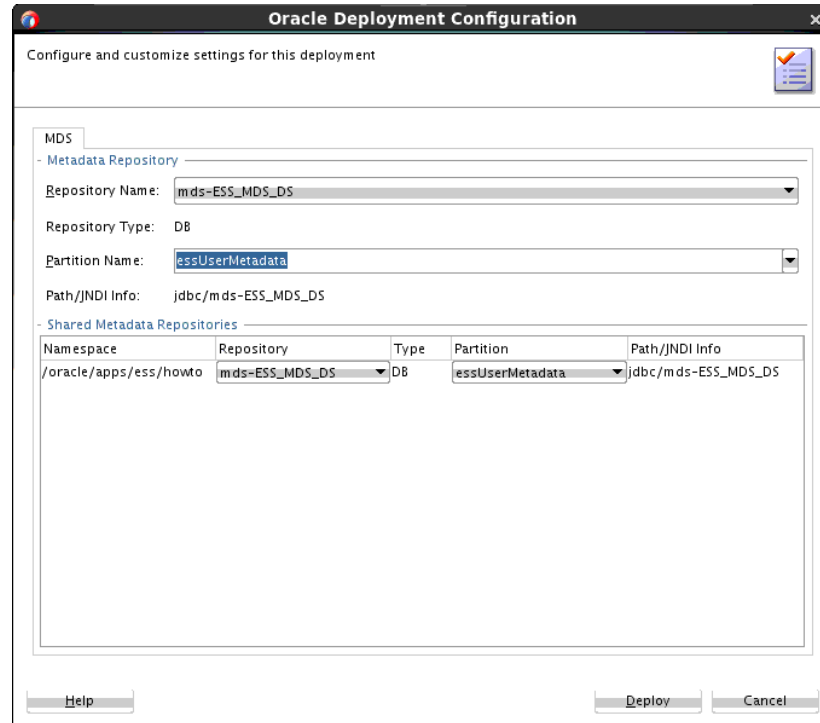 Oracle Deployment Configuration
Configure and customize settings for this deployment
MDS
Metadata Repository
Repository Name: mds-ESS_MDS_DS
Repository Type: DB
Partition Name: essUserMetadata
Path/JNDI Info: jdbc/mds-ESS_MDS_DS
Shared Metadata Repositories
Namespace Repository Type Partition Path/JNDI Info
/oracle/apps/ess/howto mds-ESS_MDS_DS DB essUserMetadata jdbc/mds-ESS_MDS_DS
Help Deploy Cancel